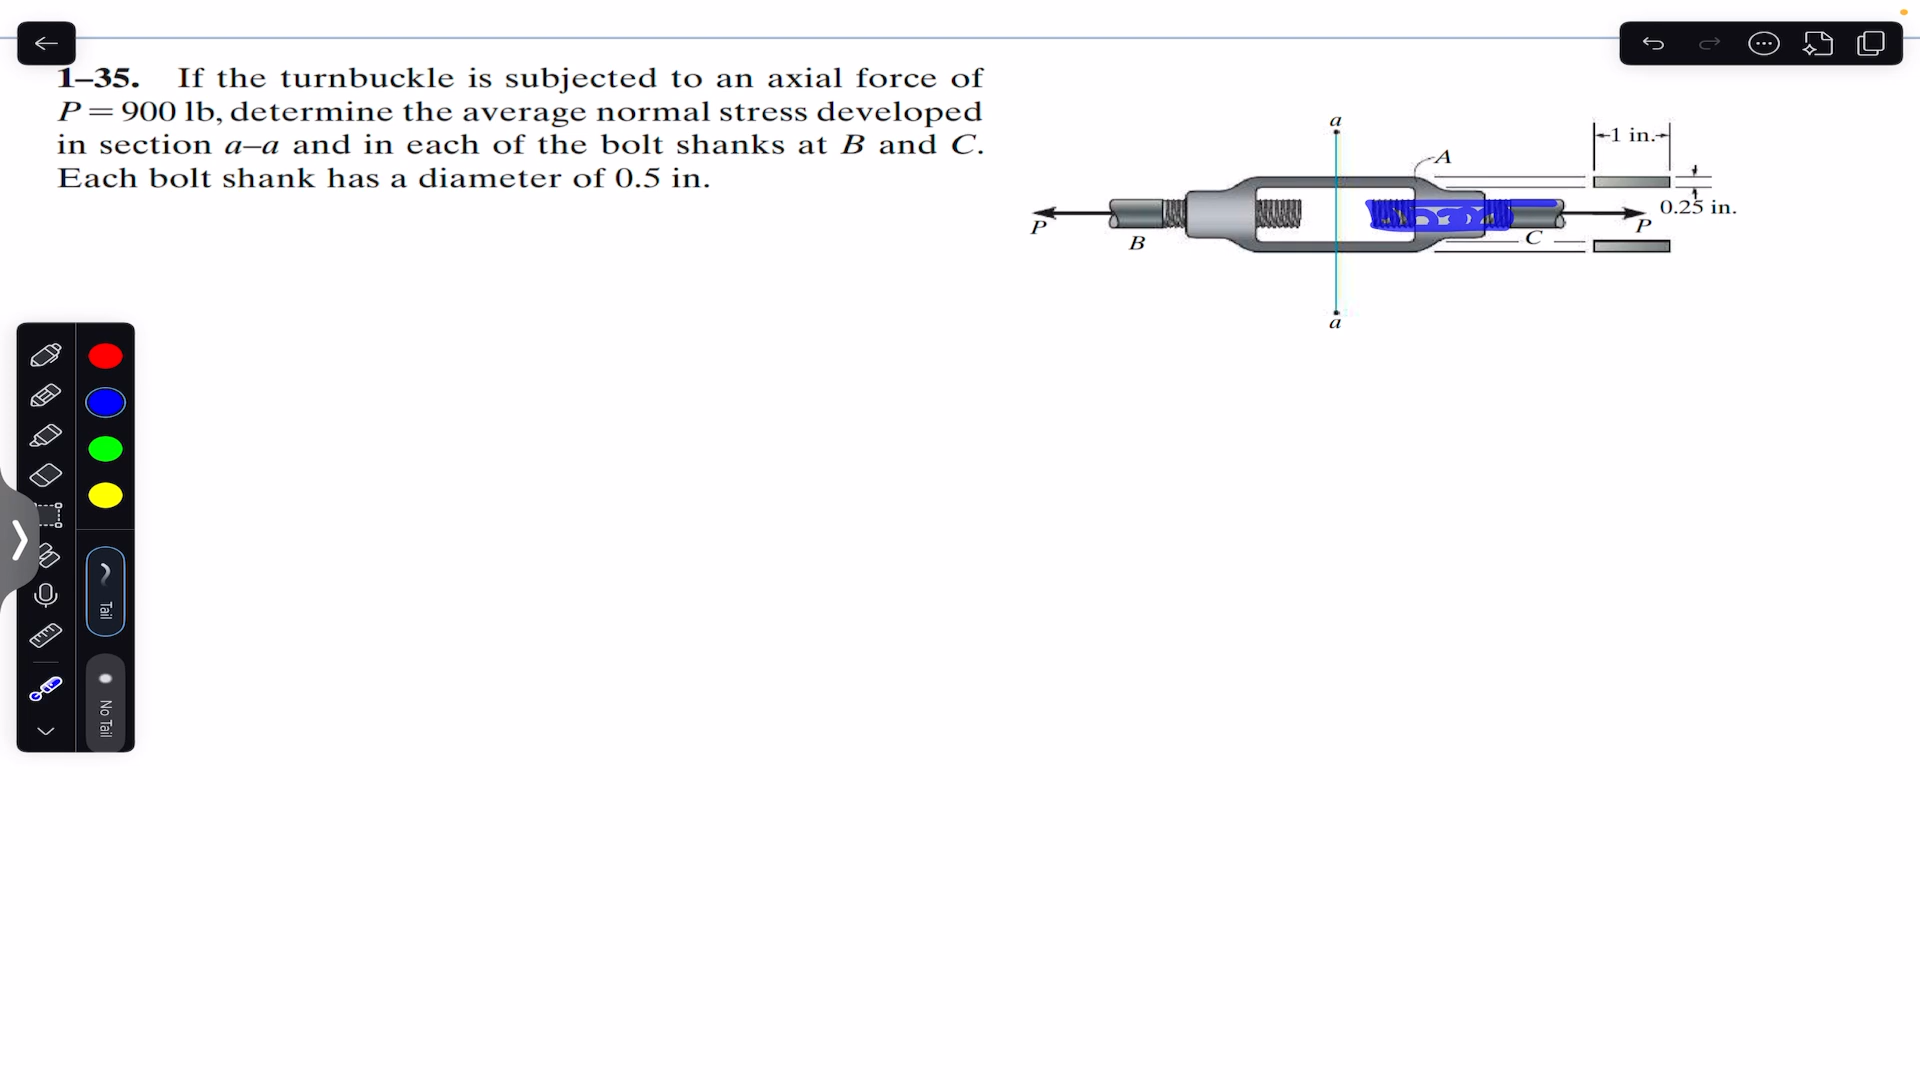 1–35. If the turnbuckle is subjected to an axial force of
P = 900 lb, determine the average normal stress developed
in section a–a and in each of the bolt shanks at B and C.
Each bolt shank has a diameter of 0.5 in.
a
1 in.
A
0.25 in.
P
B
C
P
a
Tail
No Tail